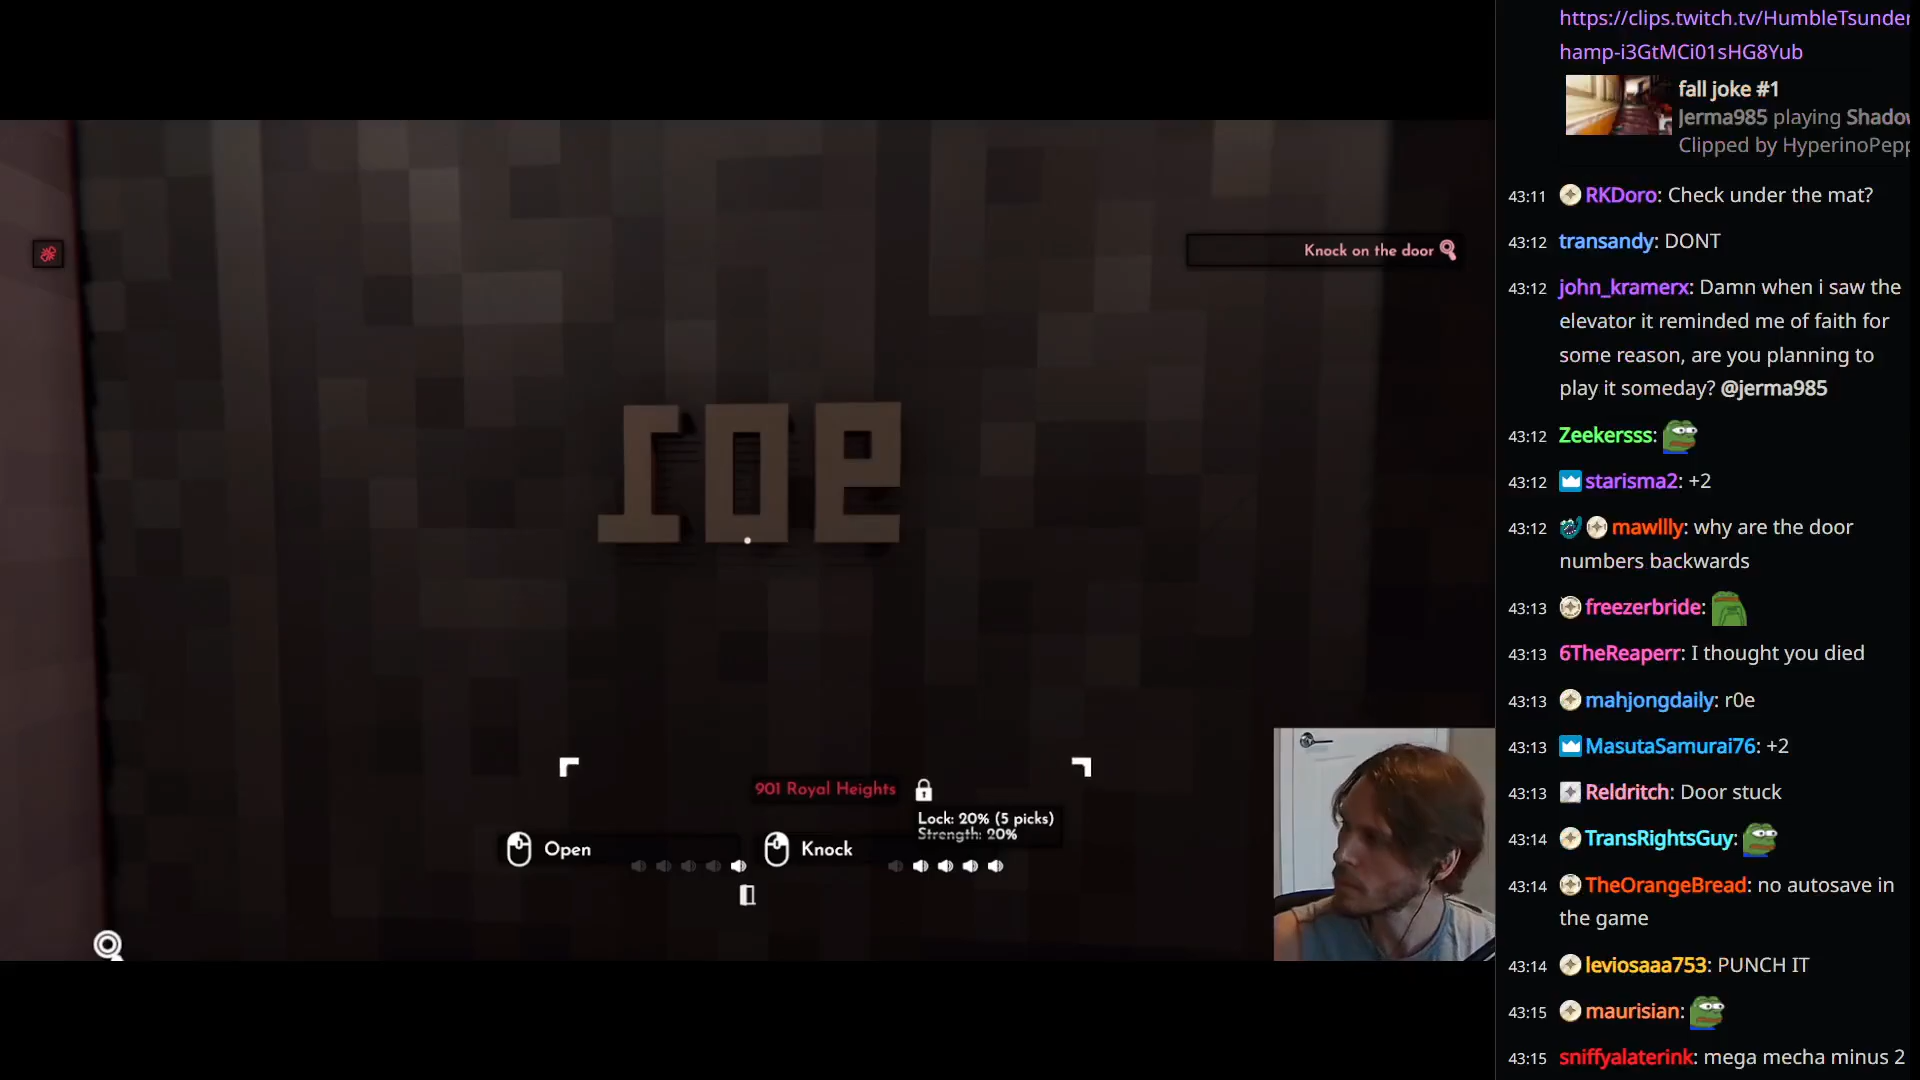 Knock on the door
109
901 Royal Heights
Lock: 20% (5 picks)
Strength: 20%
Open
Knock
https://clips.twitch.tv/HumbleTsunder
hamp-i3GtMCi01sHG8Yub
fall joke #1
Jerma985 playing Shadow
Clipped by HyperinoPepp
43:11 RKDoro: Check under the mat?
43:12 transandy: DONT
43:12 john_kramerx: Damn when i saw the
elevator it reminded me of faith for
some reason, are you planning to
play it someday? @jerma985
43:12 Zeekersss:
43:12 starisma2: +2
43:12 mawllly: why are the door
numbers backwards
43:13 freezerbride:
43:13 6TheReaperr: I thought you died
43:13 mahjongdaily: r0e
43:13 MasutaSamurai76: +2
43:13 Reldritch: Door stuck
43:14 TransRightsGuy:
43:14 TheOrangeBread: no autosave in
the game
43:14 leviosaaa753: PUNCH IT
43:15 maurisian:
43:15 sniffyalaterink: mega mecha minus 2